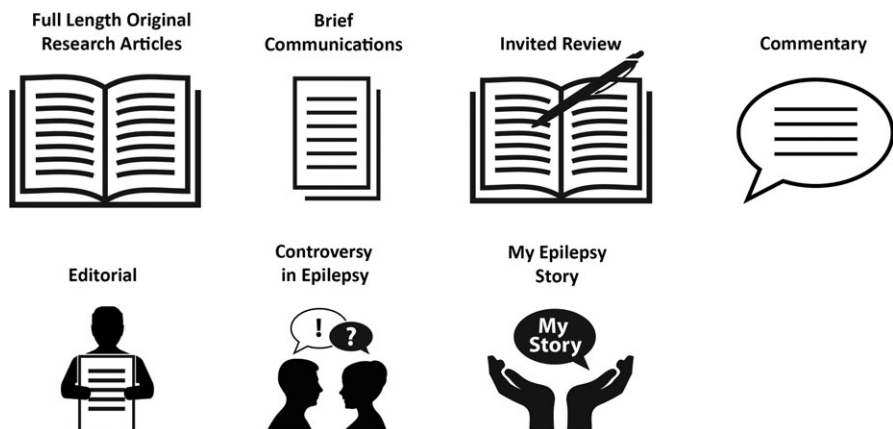 Full Length Original
Research Articles
Brief
Communications
Invited Review
Commentary
Editorial
Controversy
in Epilepsy
!
?
My Epilepsy
Story
My
Story